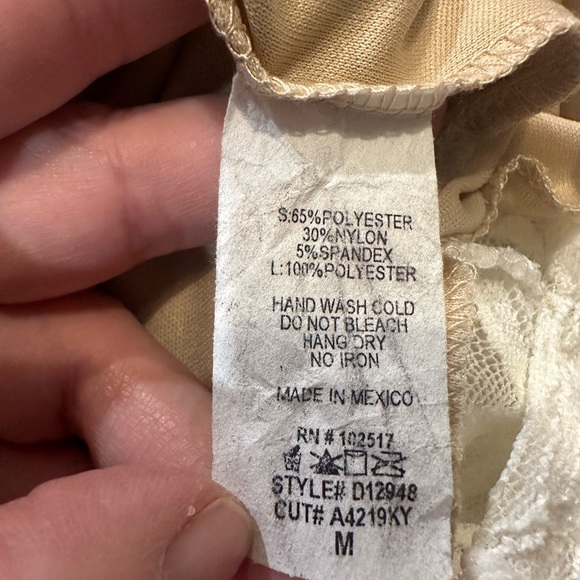 S:65%POLYESTER
30%NYLON
5%SPANDEX
L:100%POLYESTER
HAND WASH COLD
DO NOT BLEACH
HANG DRY
NO IRON
MADE IN MEXICO
RN # 102517
STYLE# D12948
CUT# A4219KY
M